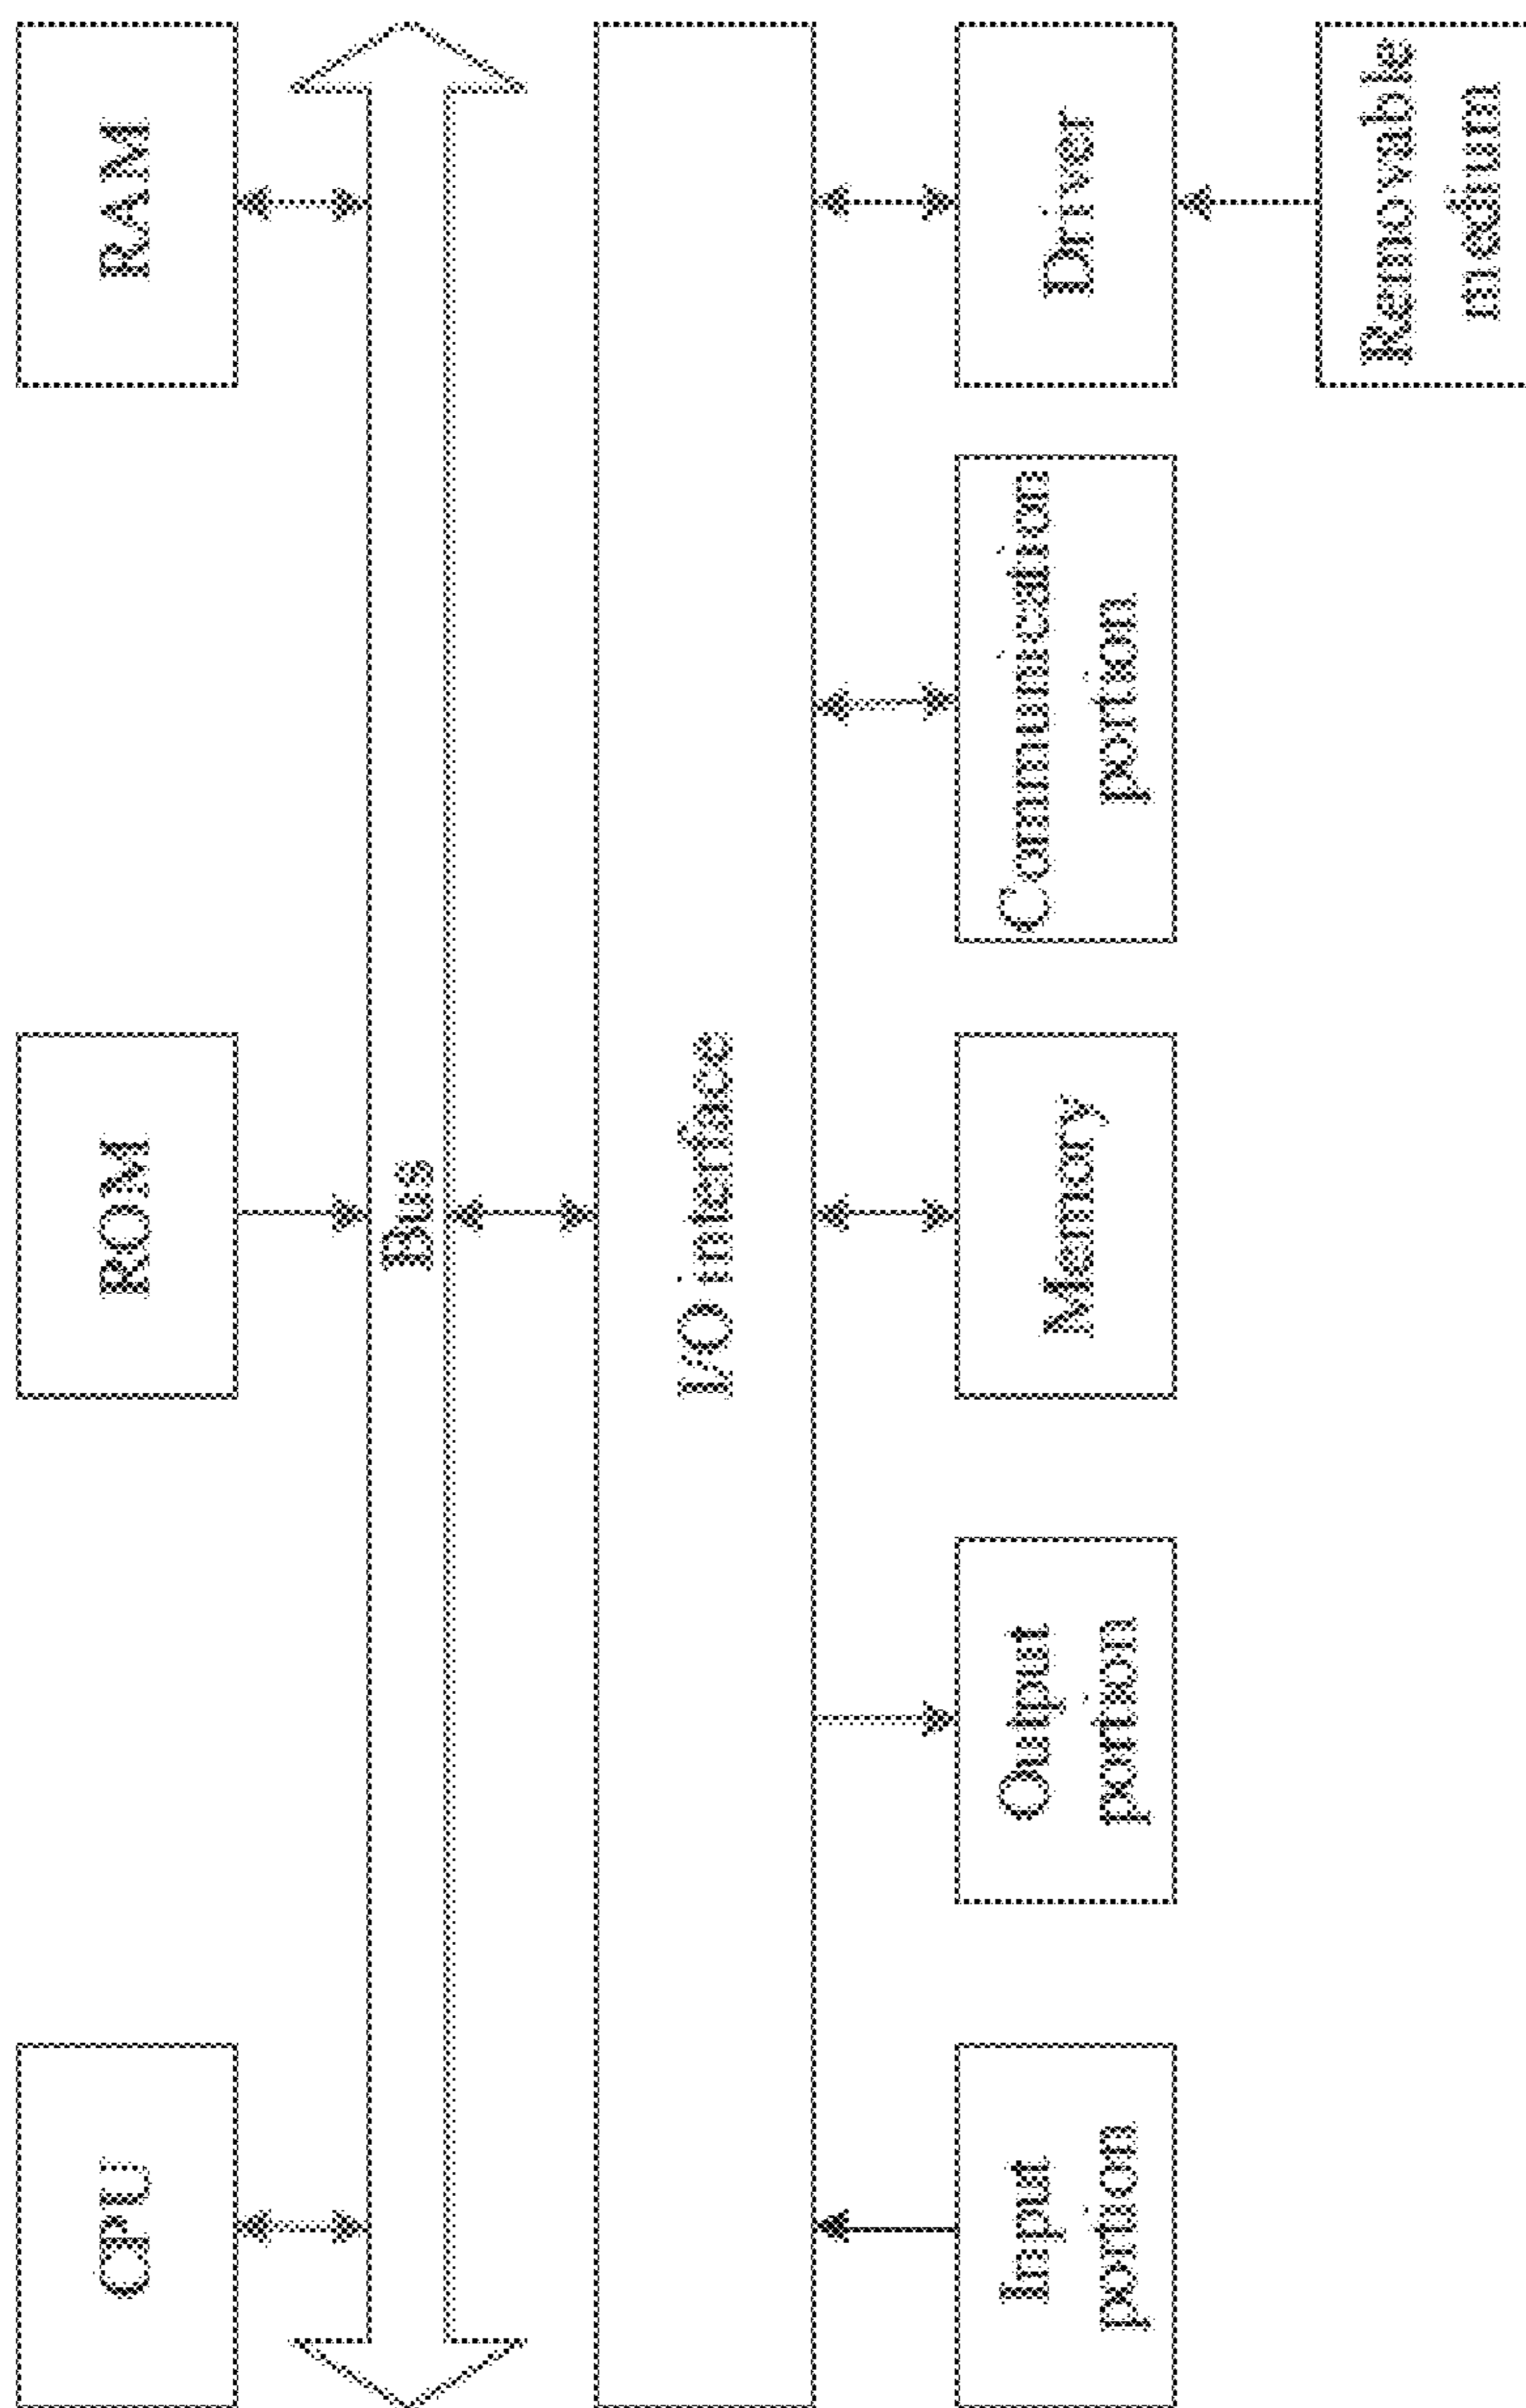 CPU
ROM
RAM
Bus
I/O interface
Input
portion
Output
portion
Memory
Communication
portion
Driver
Removable
medium